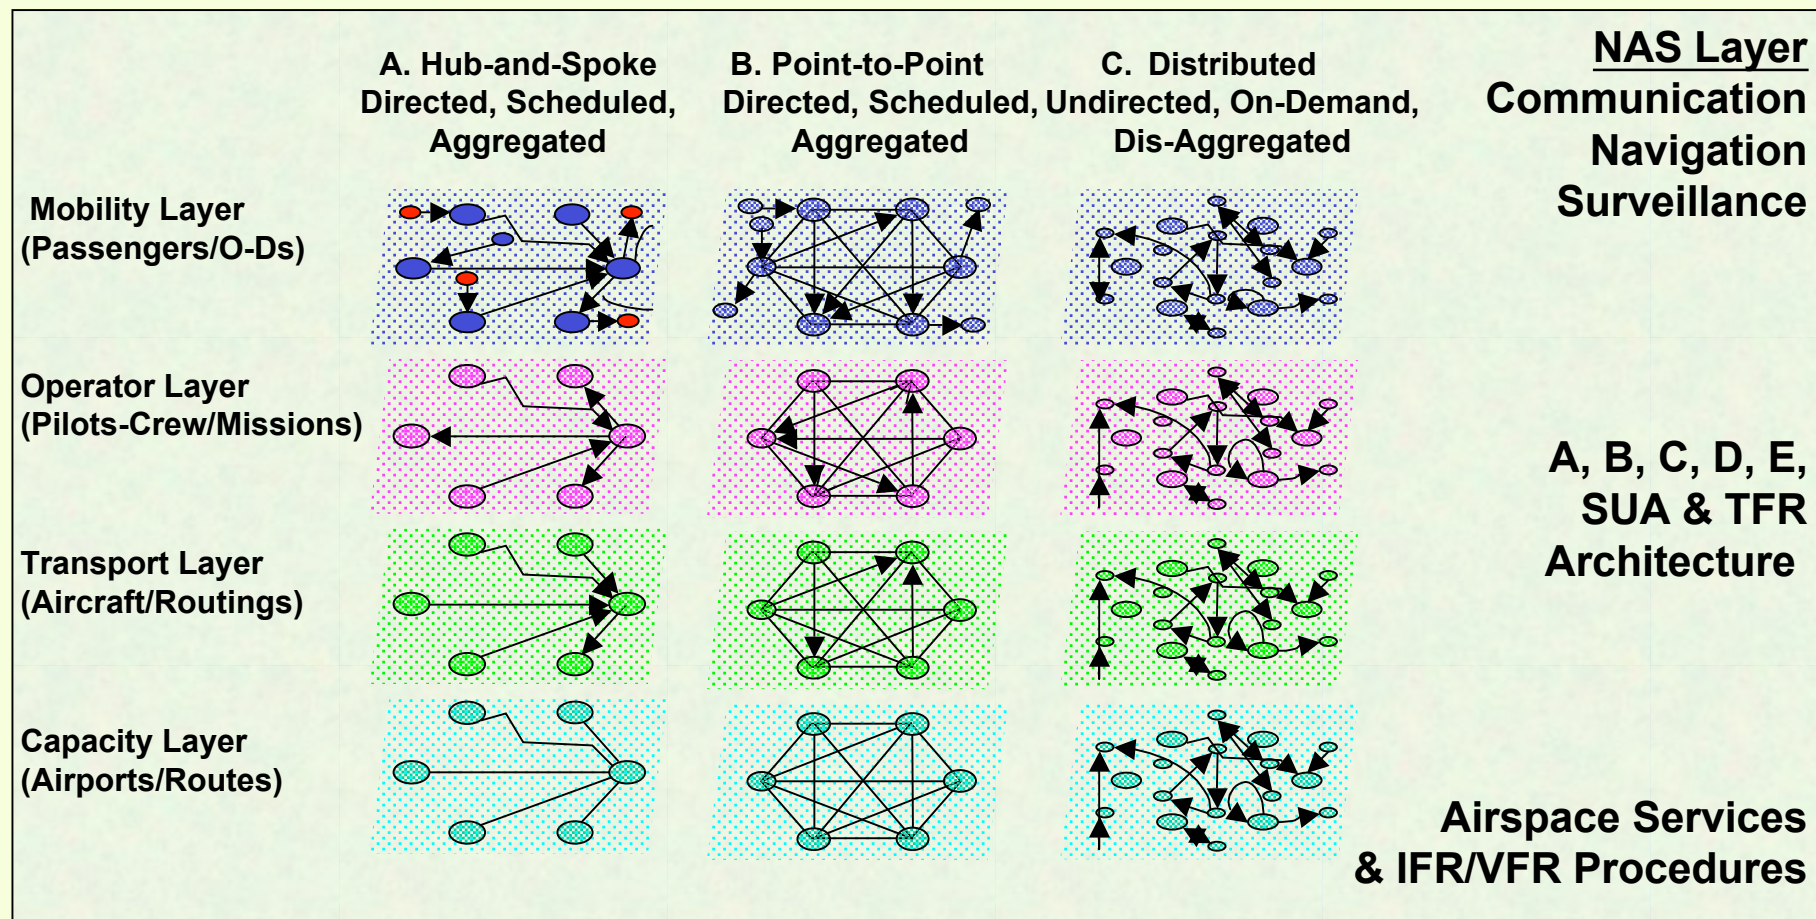 A. Hub-and-Spoke
Directed, Scheduled,
Aggregated
B. Point-to-Point
Directed, Scheduled,
Aggregated
C. Distributed
Undirected, On-Demand,
Dis-Aggregated
NAS Layer
Communication
Navigation
Surveillance
Mobility Layer
(Passengers/O-Ds)
Operator Layer
(Pilots-Crew/Missions)
A, B, C, D, E,
SUA & TFR
Architecture
Transport Layer
(Aircraft/Routings)
Capacity Layer
(Airports/Routes)
Airspace Services
& IFR/VFR Procedures